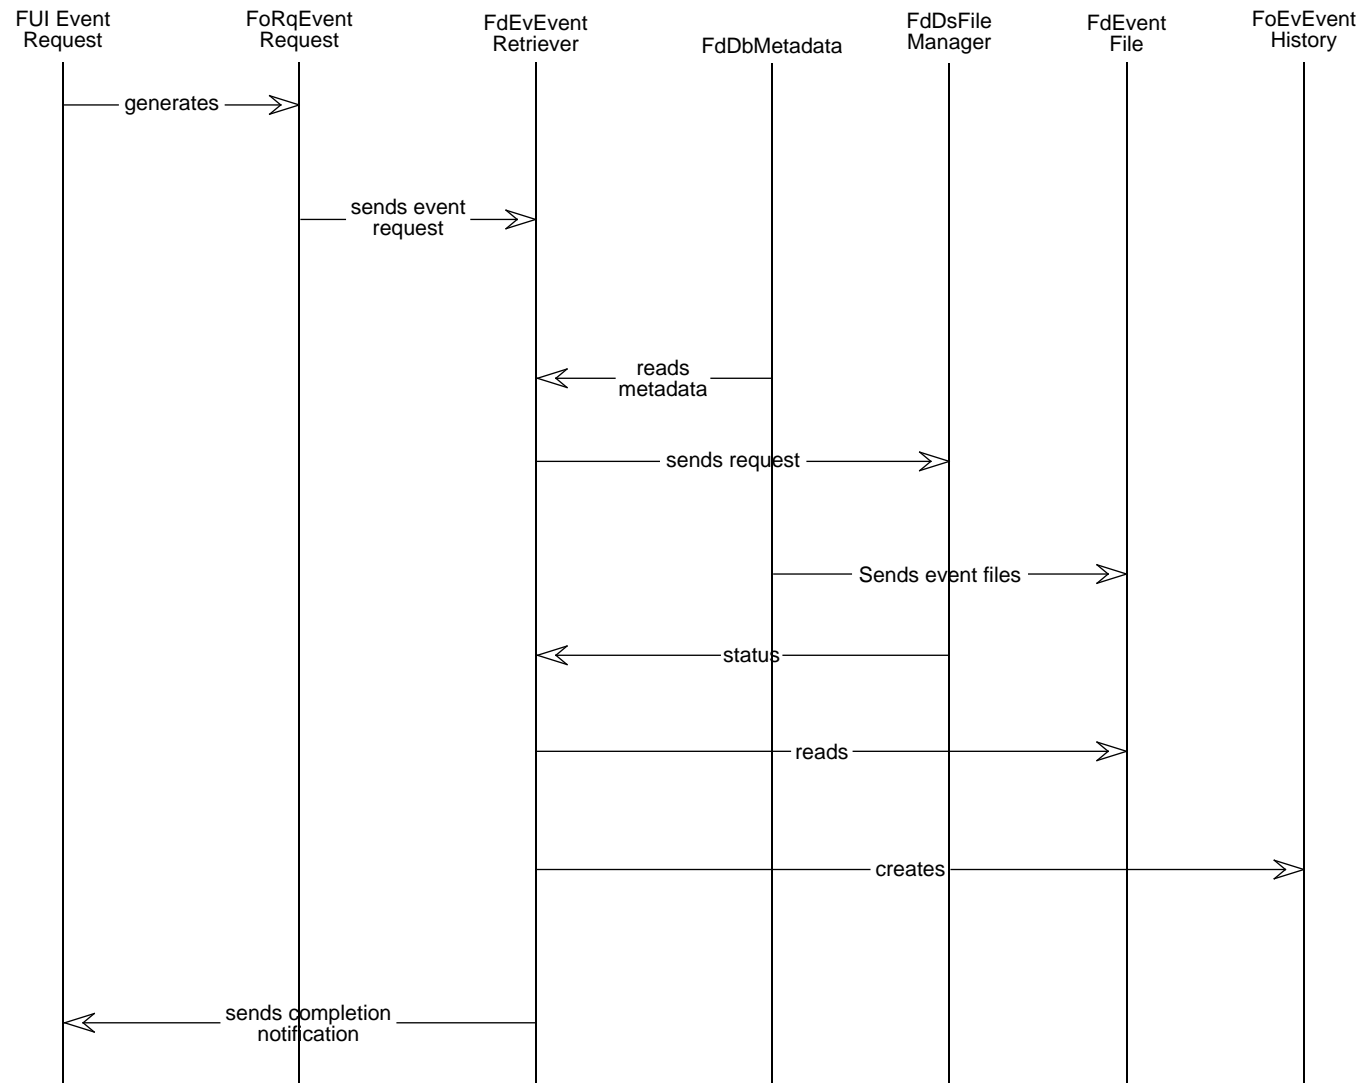 FUI Event
Request
FoRqEvent
Request
FdEvEvent
Retriever
FdDbMetadata
FdDsFile
Manager
FdEvent
File
FoEvEvent
History
generates
sends event
request
reads
metadata
sends request
Sends event files
status
reads
creates
sends completion
notification